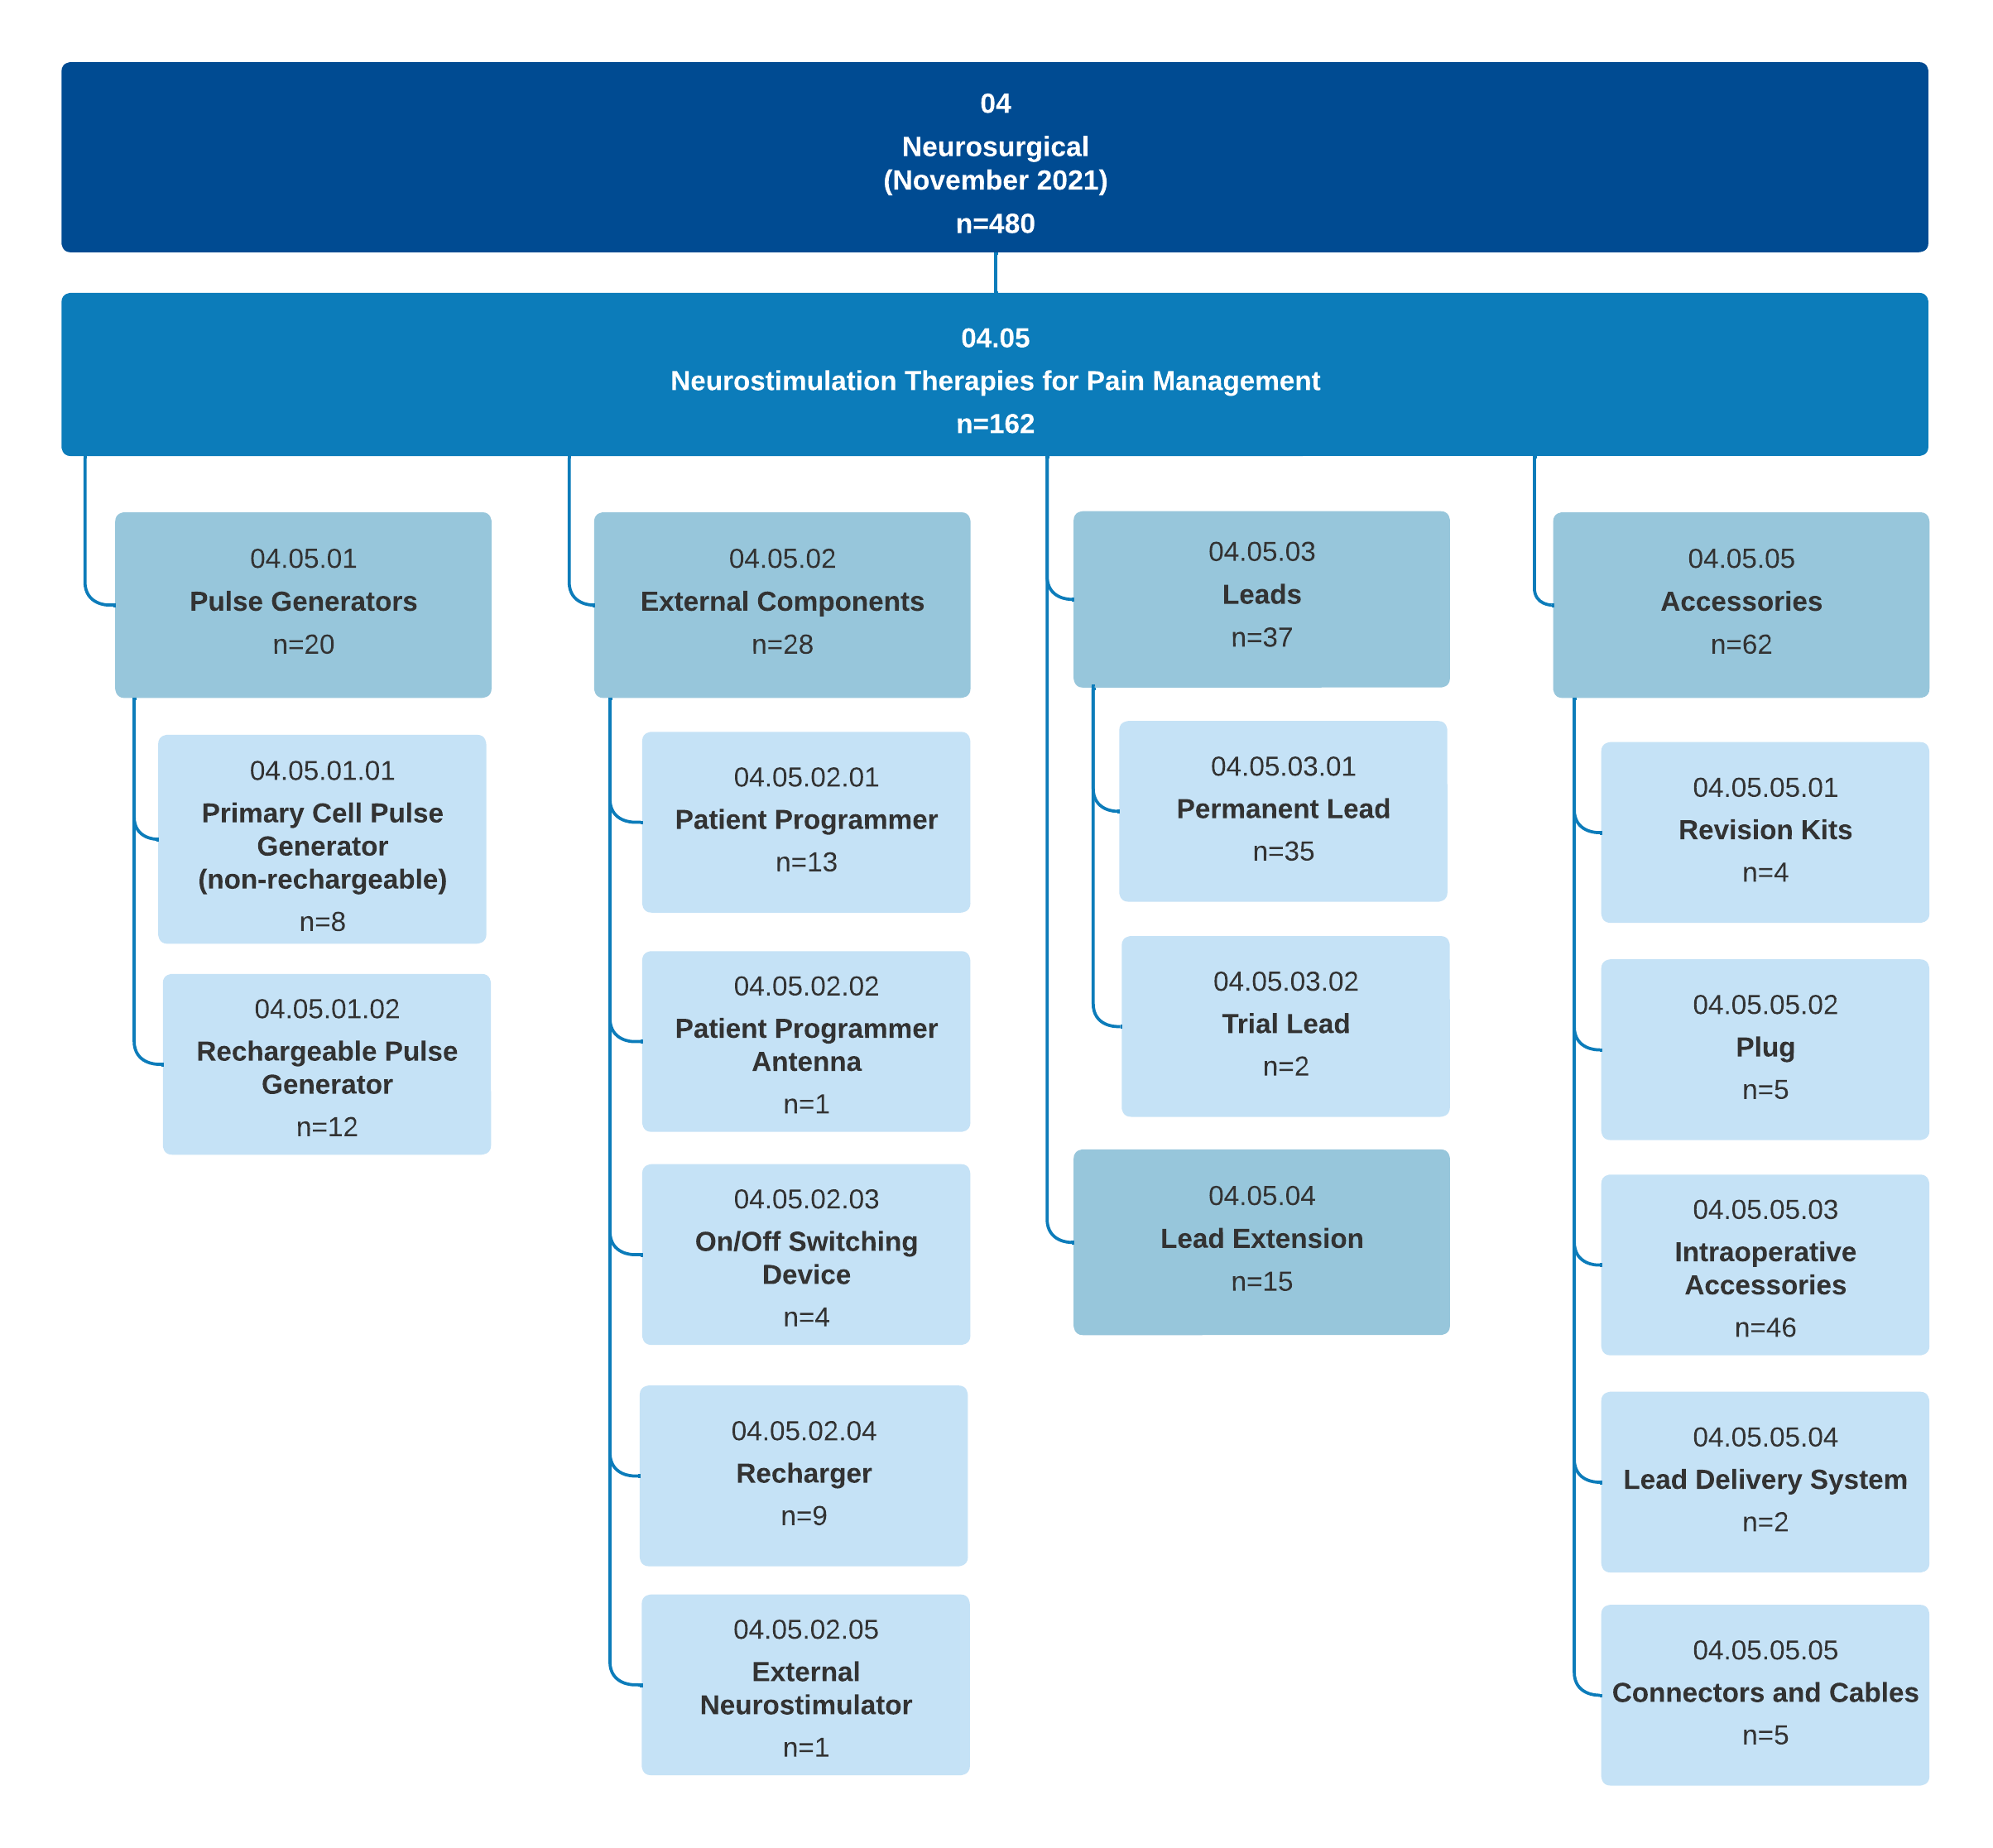 04
Neurosurgical
(November 2021)
n=480
04.05
Neurostimulation Therapies for Pain Management
n=162
04.05.01
Pulse Generators
n=20
04.05.01.01
Primary Cell Pulse
Generator
(non-rechargeable)
n=8
04.05.01.02
Rechargeable Pulse
Generator
n=12
04.05.02
External Components
n=28
04.05.02.01
Patient Programmer
n=13
04.05.02.02
Patient Programmer
Antenna
n=1
04.05.02.03
On/Off Switching
Device
n=4
04.05.02.04
Recharger
n=9
04.05.02.05
External
Neurostimulator
n=1
04.05.03
Leads
n=37
04.05.03.01
Permanent Lead
n=35
04.05.03.02
Trial Lead
n=2
04.05.04
Lead Extension
n=15
04.05.05
Accessories
n=62
04.05.05.01
Revision Kits
n=4
04.05.05.02
Plug
n=5
04.05.05.03
Intraoperative
Accessories
n=46
04.05.05.04
Lead Delivery System
n=2
04.05.05.05
Connectors and Cables
n=5